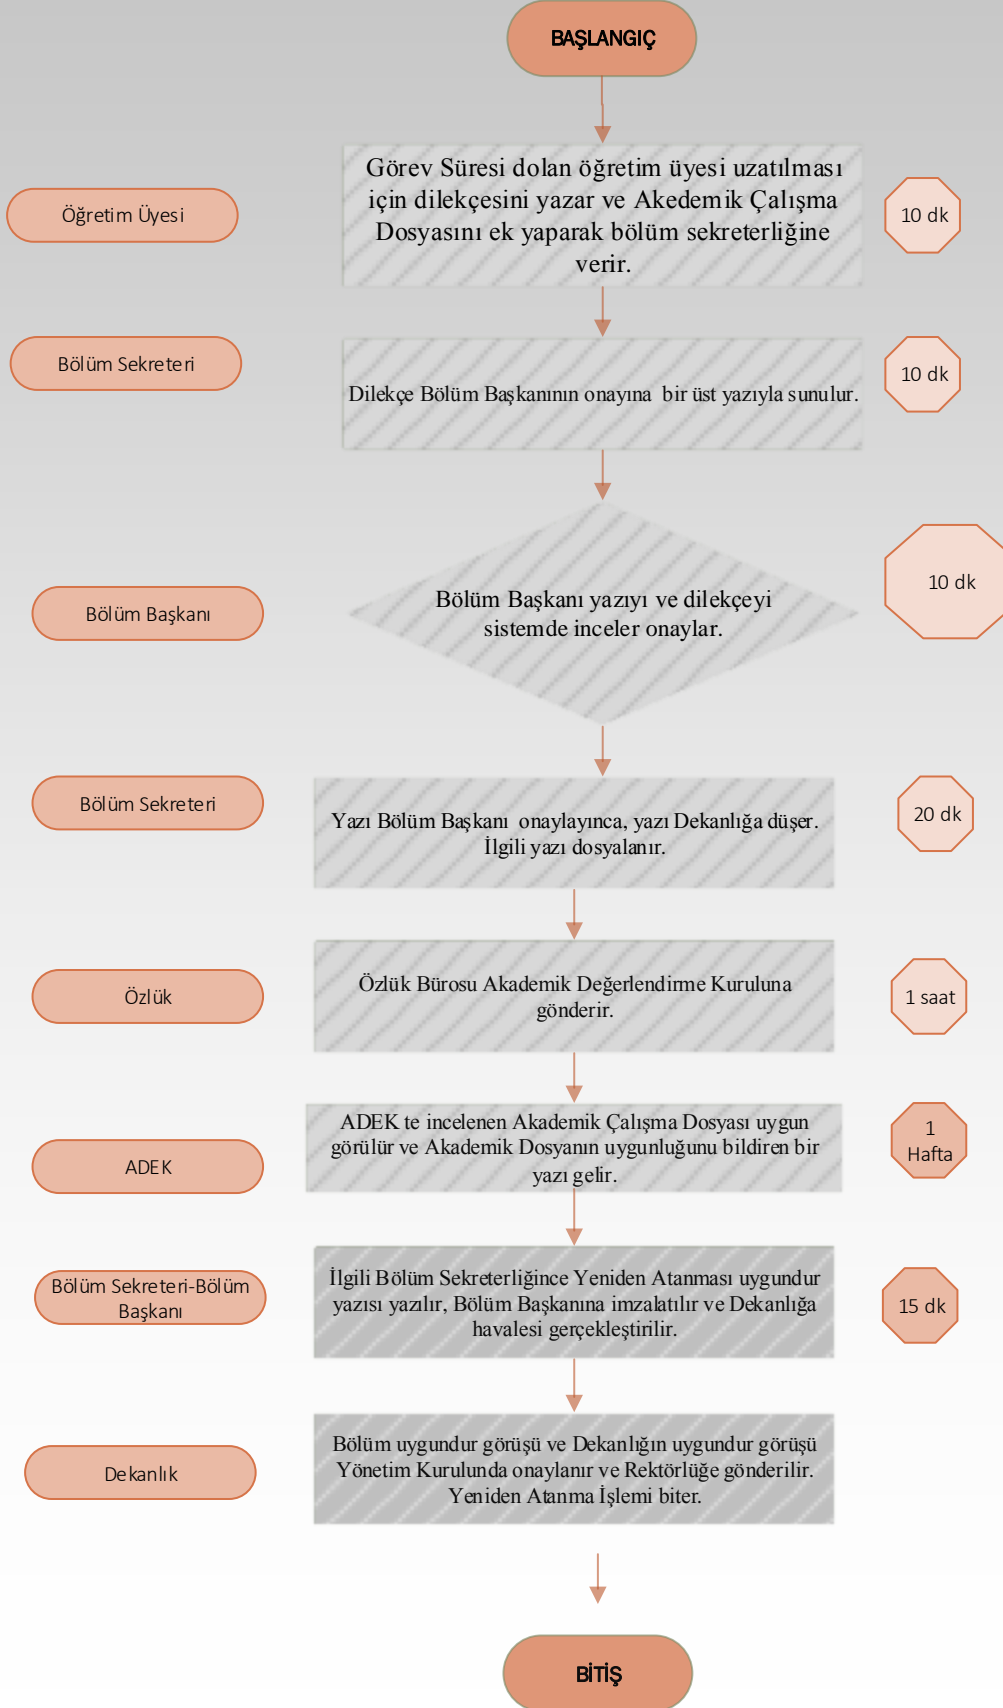 BAŞLANGIÇ
Öğretim Üyesi
Görev Süresi dolan öğretim üyesi uzatılması
için dilekçesini yazar ve Akedemik Çalışma
Dosyasını ek yaparak bölüm sekreterliğine
verir.
10 dk
Bölüm Sekreteri
Dilekçe Bölüm Başkanının onayına bir üst yazıyla sunulur.
10 dk
Bölüm Başkanı
Bölüm Başkanı yazıyı ve dilekçeyi
sistemde inceler onaylar.
10 dk
Bölüm Sekreteri
Yazı Bölüm Başkanı onaylayınca, yazı Dekanlığa düşer.
İlgili yazı dosyalanır.
20 dk
Özlük
Özlük Bürosu Akademik Değerlendirme Kuruluna
gönderir.
1 saat
ADEK
ADEK te incelenen Akademik Çalışma Dosyası uygun
görülür ve Akademik Dosyanın uygunluğunu bildiren bir
yazı gelir.
1
Hafta
Bölüm Sekreteri-Bölüm
Başkanı
İlgili Bölüm Sekreterliğince Yeniden Atanması uygundur
yazısı yazılır, Bölüm Başkanına imzalatılır ve Dekanlığa
havalesi gerçekleştirilir.
15 dk
Dekanlık
Bölüm uygundur görüşü ve Dekanlığın uygundur görüşü
Yönetim Kurulunda onaylanır ve Rektörlüğe gönderilir.
Yeniden Atanma İşlemi biter.
BİTİŞ